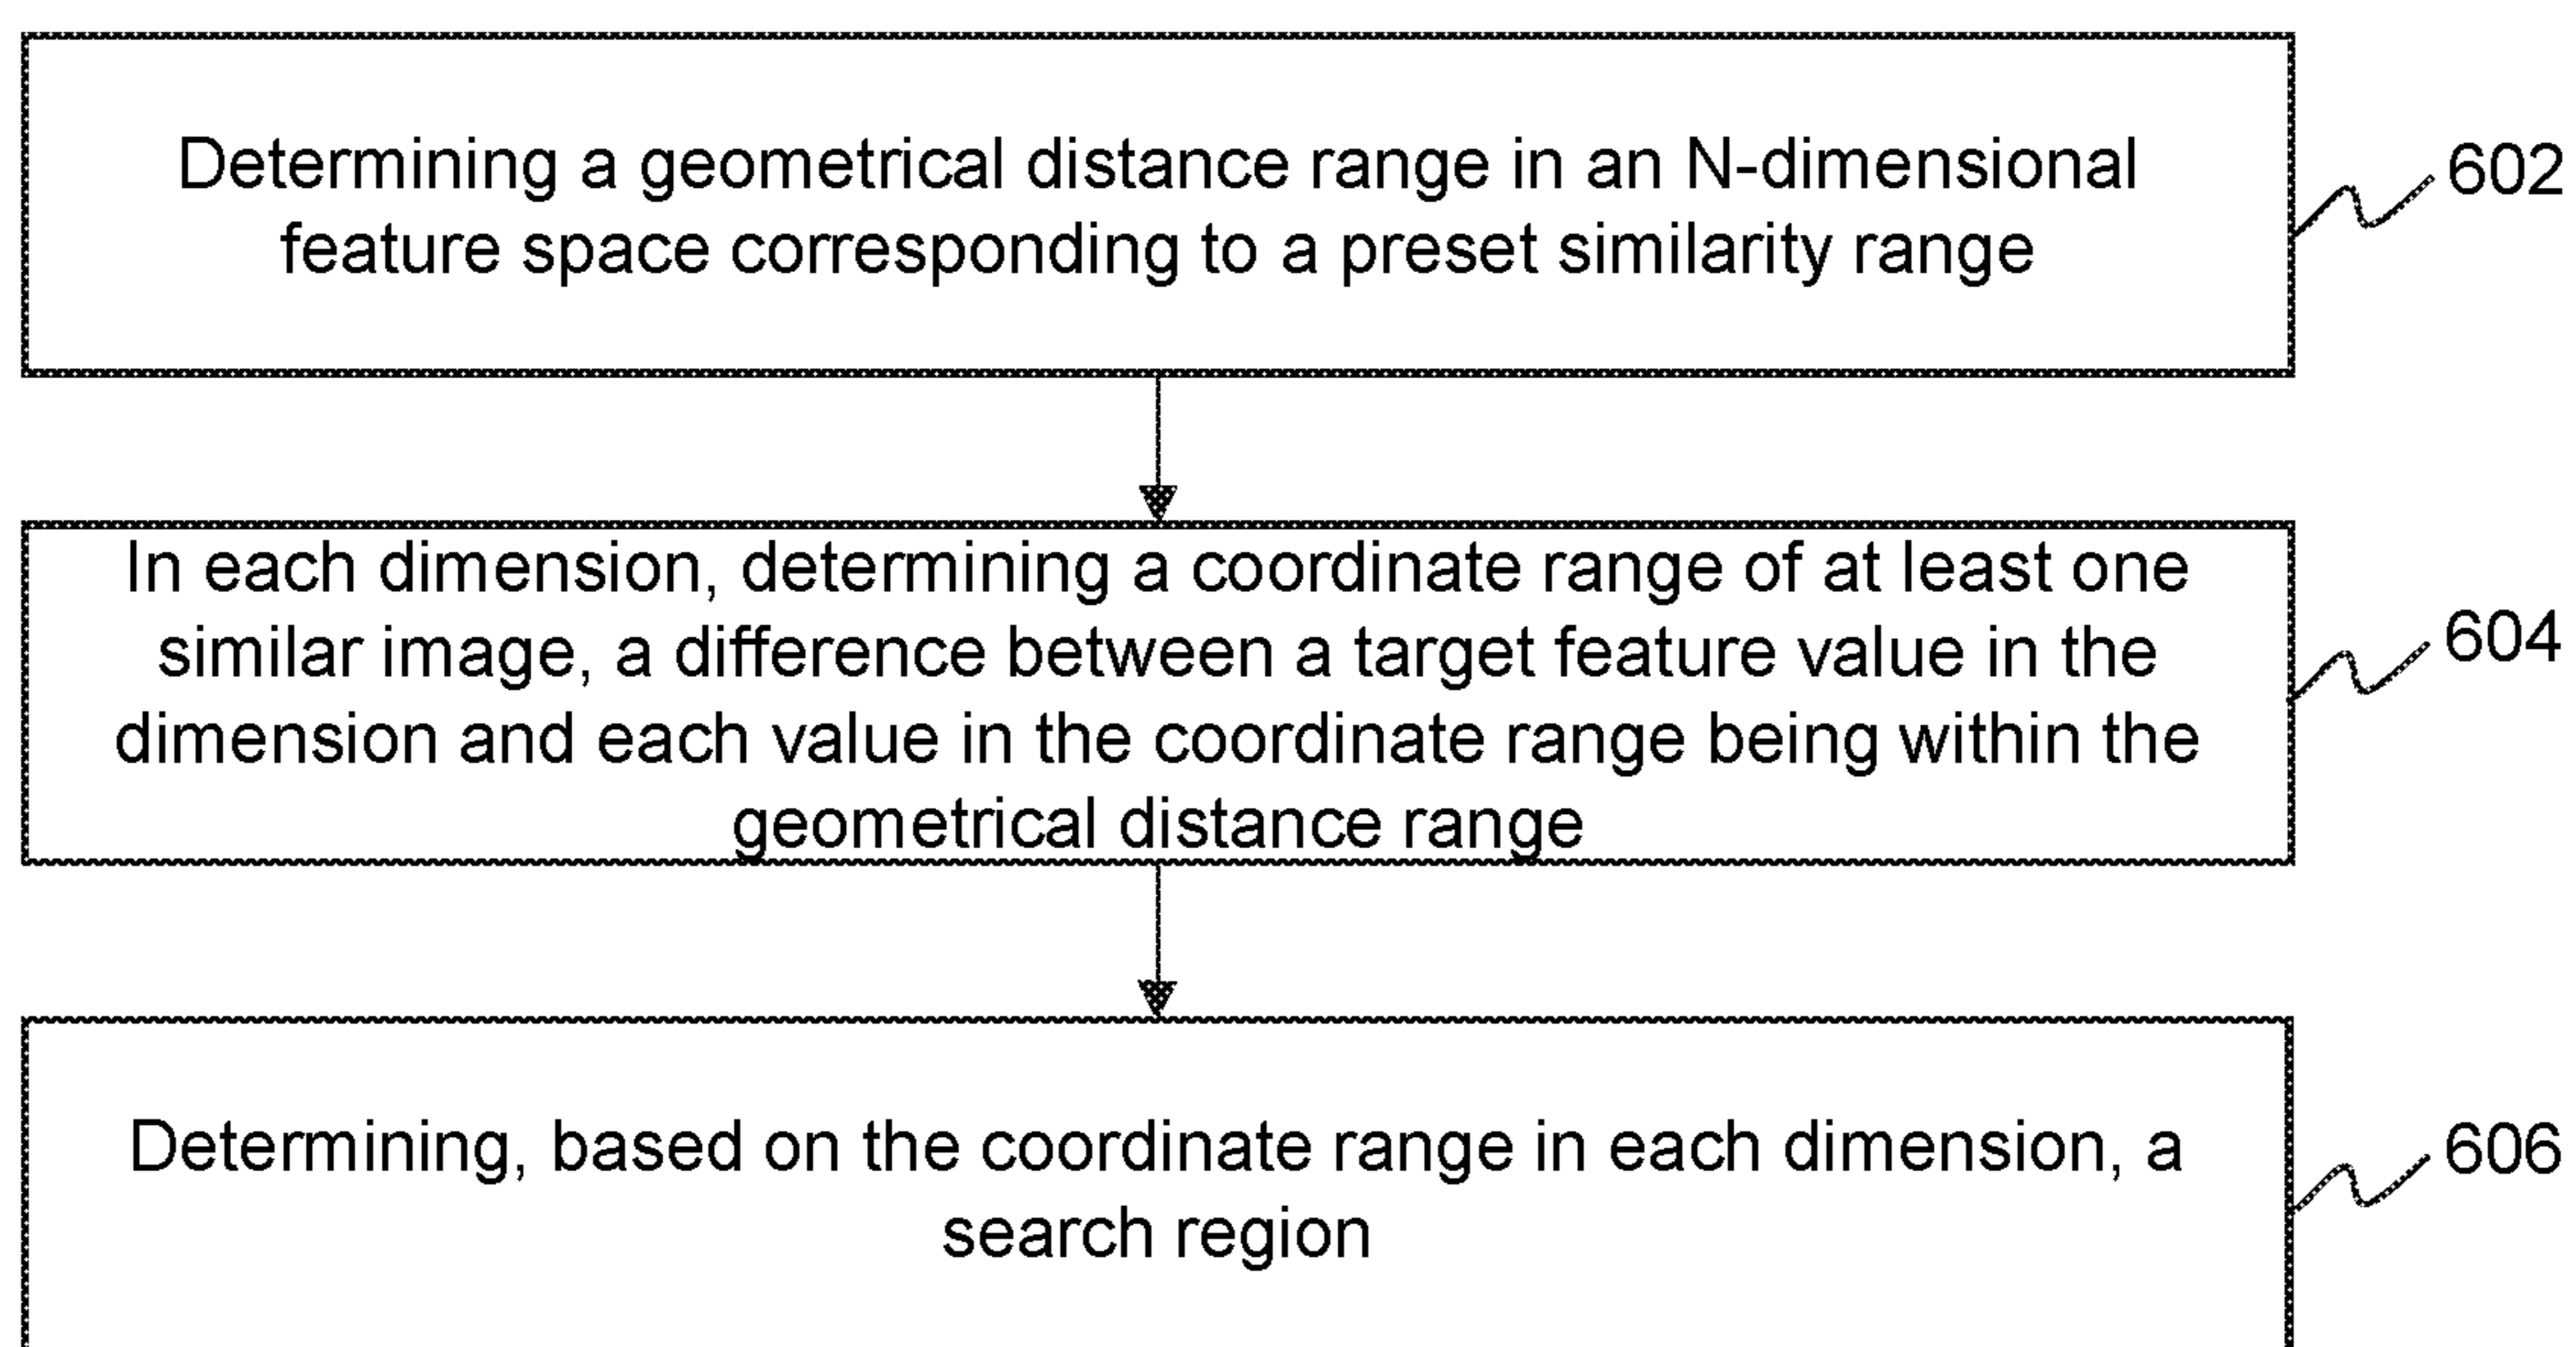 Determining a geometrical distance range in an N-dimensional
feature space corresponding to a preset similarity range
602
In each dimension, determining a coordinate range of at least one
similar image, a difference between a target feature value in the
dimension and each value in the coordinate range being within the
geometrical distance range
604
Determining, based on the coordinate range in each dimension, a
search region
606